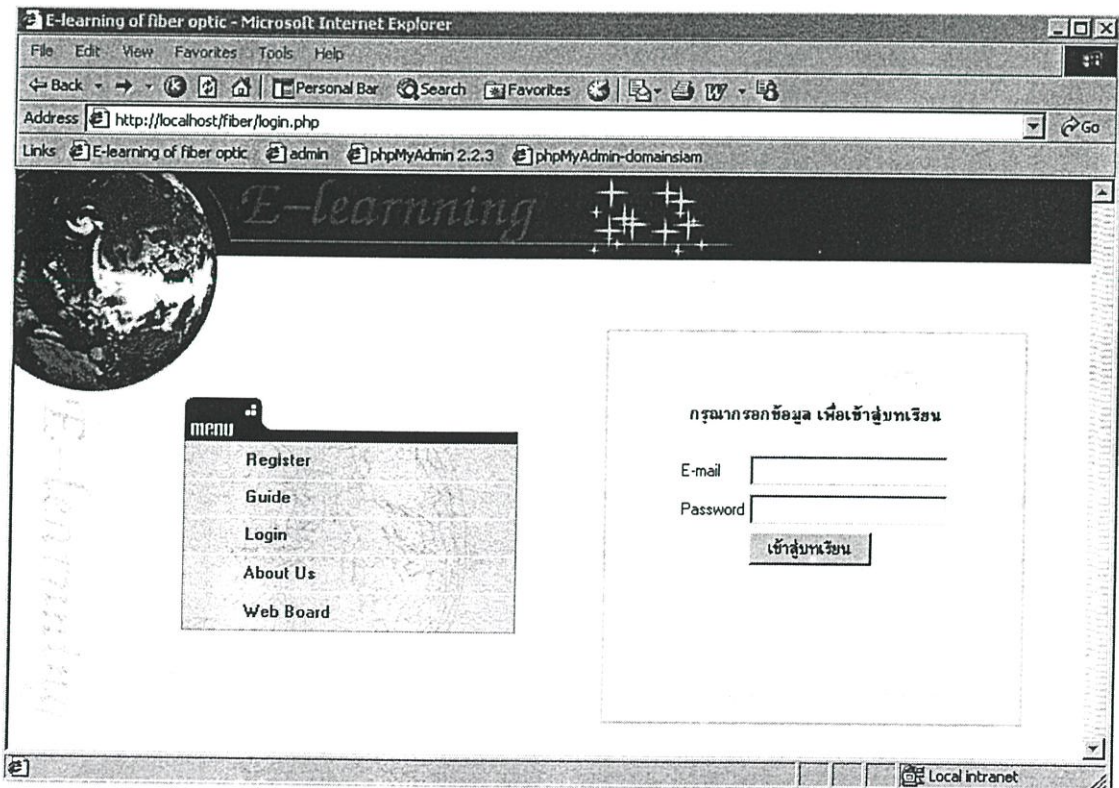 E-learning of fiber optic - Microsoft Internet Explorer
File Edit View Favorites Tools Help
Back Personal Bar Search Favorites
Address http://localhost/fiber/login.php Go
Links E-learning of fiber optic admin phpMyAdmin 2.2.3 phpMyAdmin-domainsiam
E-learnning
menu
Register
Guide
Login
About Us
Web Board
กรุณากรอกข้อมูล เพื่อเข้าสู่บทเรียน
E-mail
Password
เข้าสู่บทเรียน
Local intranet